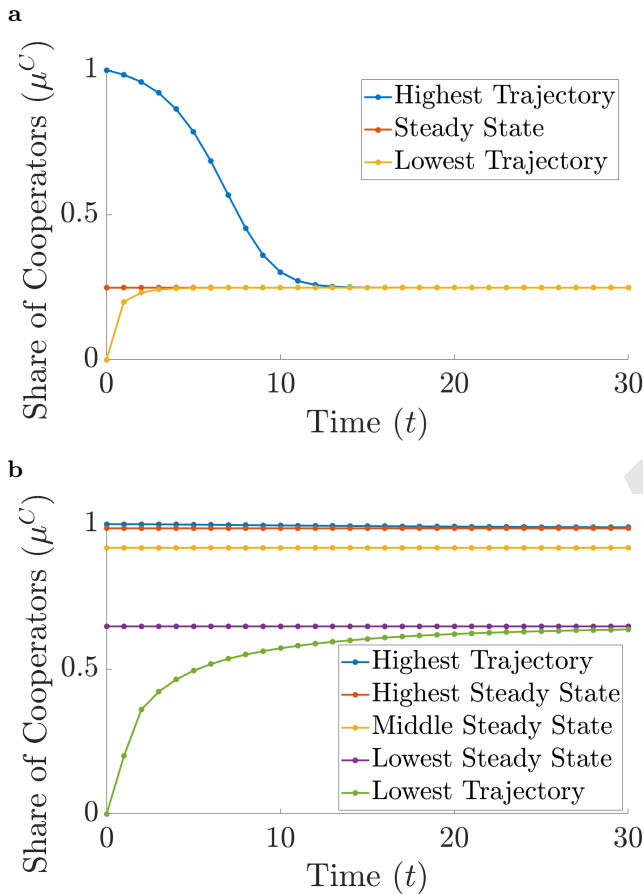 a
Share of Cooperators (μ^C)
1
0.5
0
Highest Trajectory
Steady State
Lowest Trajectory
0 10 20 30
Time (t)
b
Share of Cooperators (μ^C)
1
0.5
0
Highest Trajectory
Highest Steady State
Middle Steady State
Lowest Steady State
Lowest Trajectory
0 10 20 30
Time (t)